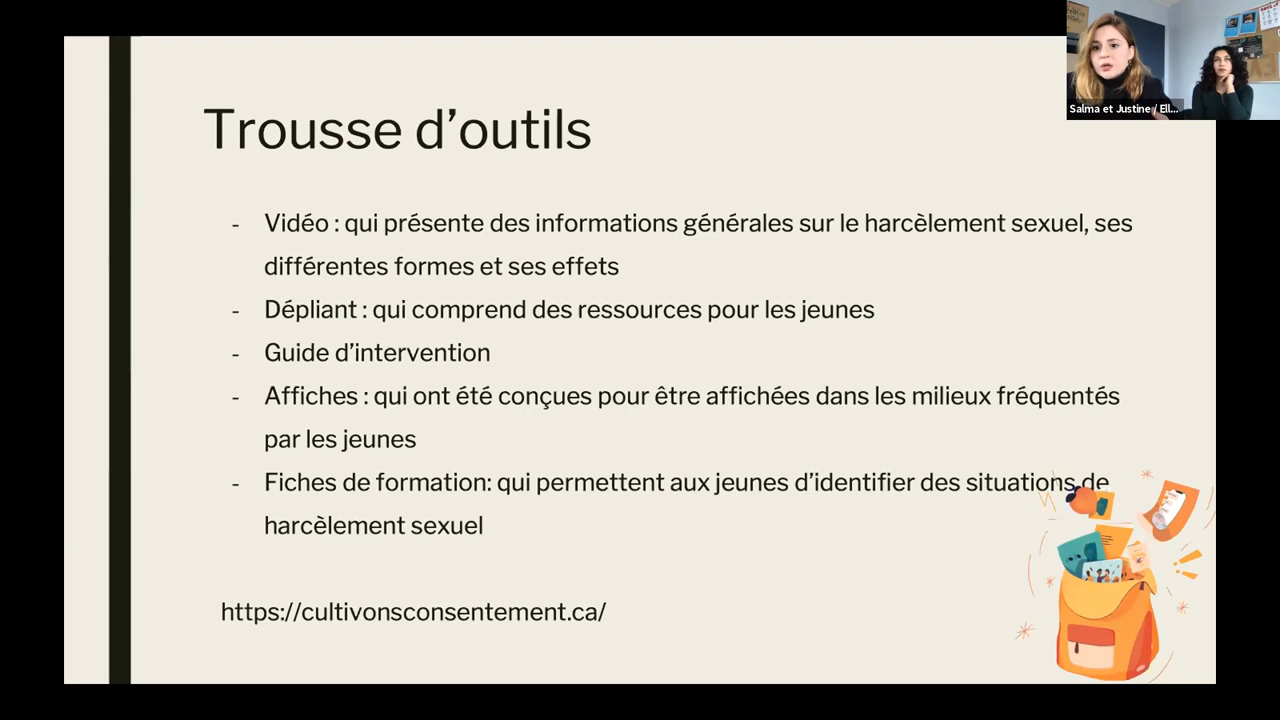 Salma et Justine / Ell...
Trousse d’outils
- Vidéo : qui présente des informations générales sur le harcèlement sexuel, ses
différentes formes et ses effets
- Dépliant : qui comprend des ressources pour les jeunes
- Guide d’intervention
- Affiches : qui ont été conçues pour être affichées dans les milieux fréquentés
par les jeunes
- Fiches de formation: qui permettent aux jeunes d’identifier des situations de
harcèlement sexuel
https://cultivonsconsentement.ca/